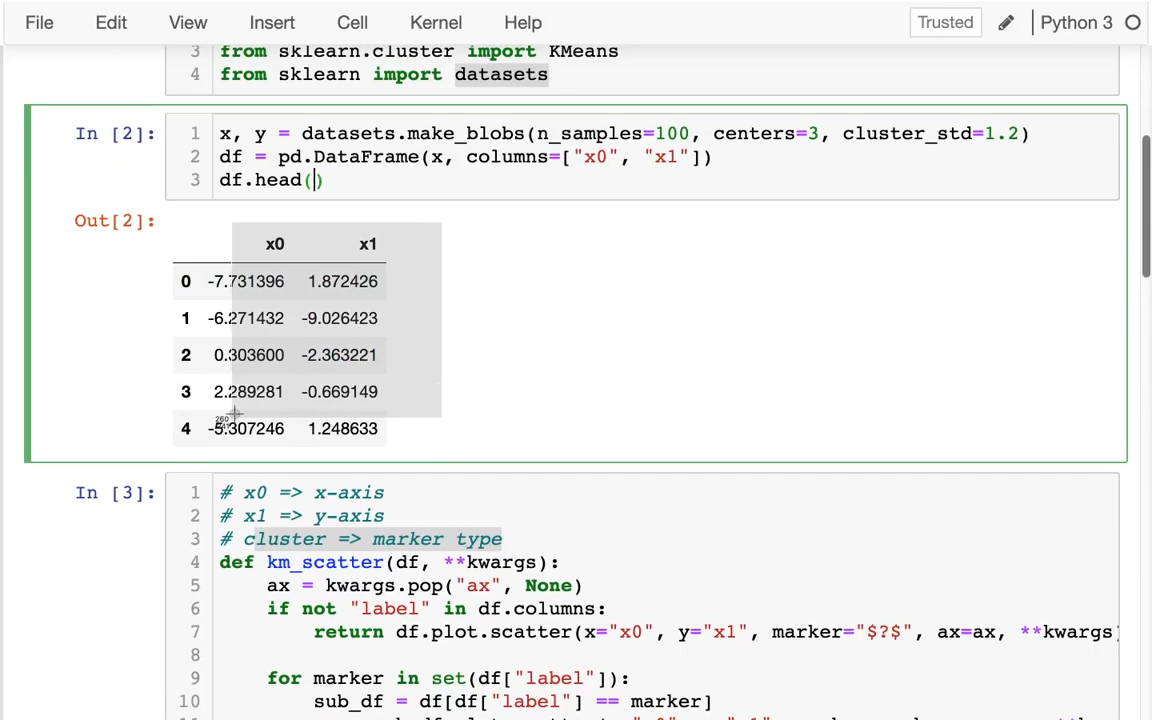 File Edit View Insert Cell Kernel Help Trusted Python 3
3 from sklearn.cluster import KMeans
4 from sklearn import datasets
In [2]: 1 x, y = datasets.make_blobs(n_samples=100, centers=3, cluster_std=1.2)
2 df = pd.DataFrame(x, columns=["x0", "x1"])
3 df.head()
Out[2]:
x0 x1
0 -7.731396 1.872426
1 -6.271432 -9.026423
2 0.303600 -2.363221
3 2.289281 -0.669149
4 -5.307246 1.248633
In [3]: 1 # x0 => x-axis
2 # x1 => y-axis
3 # cluster => marker type
4 def km_scatter(df, **kwargs):
5 ax = kwargs.pop("ax", None)
6 if not "label" in df.columns:
7 return df.plot.scatter(x="x0", y="x1", marker="$?$", ax=ax, **kwargs
8
9 for marker in set(df["label"]):
10 sub_df = df[df["label"] == marker]